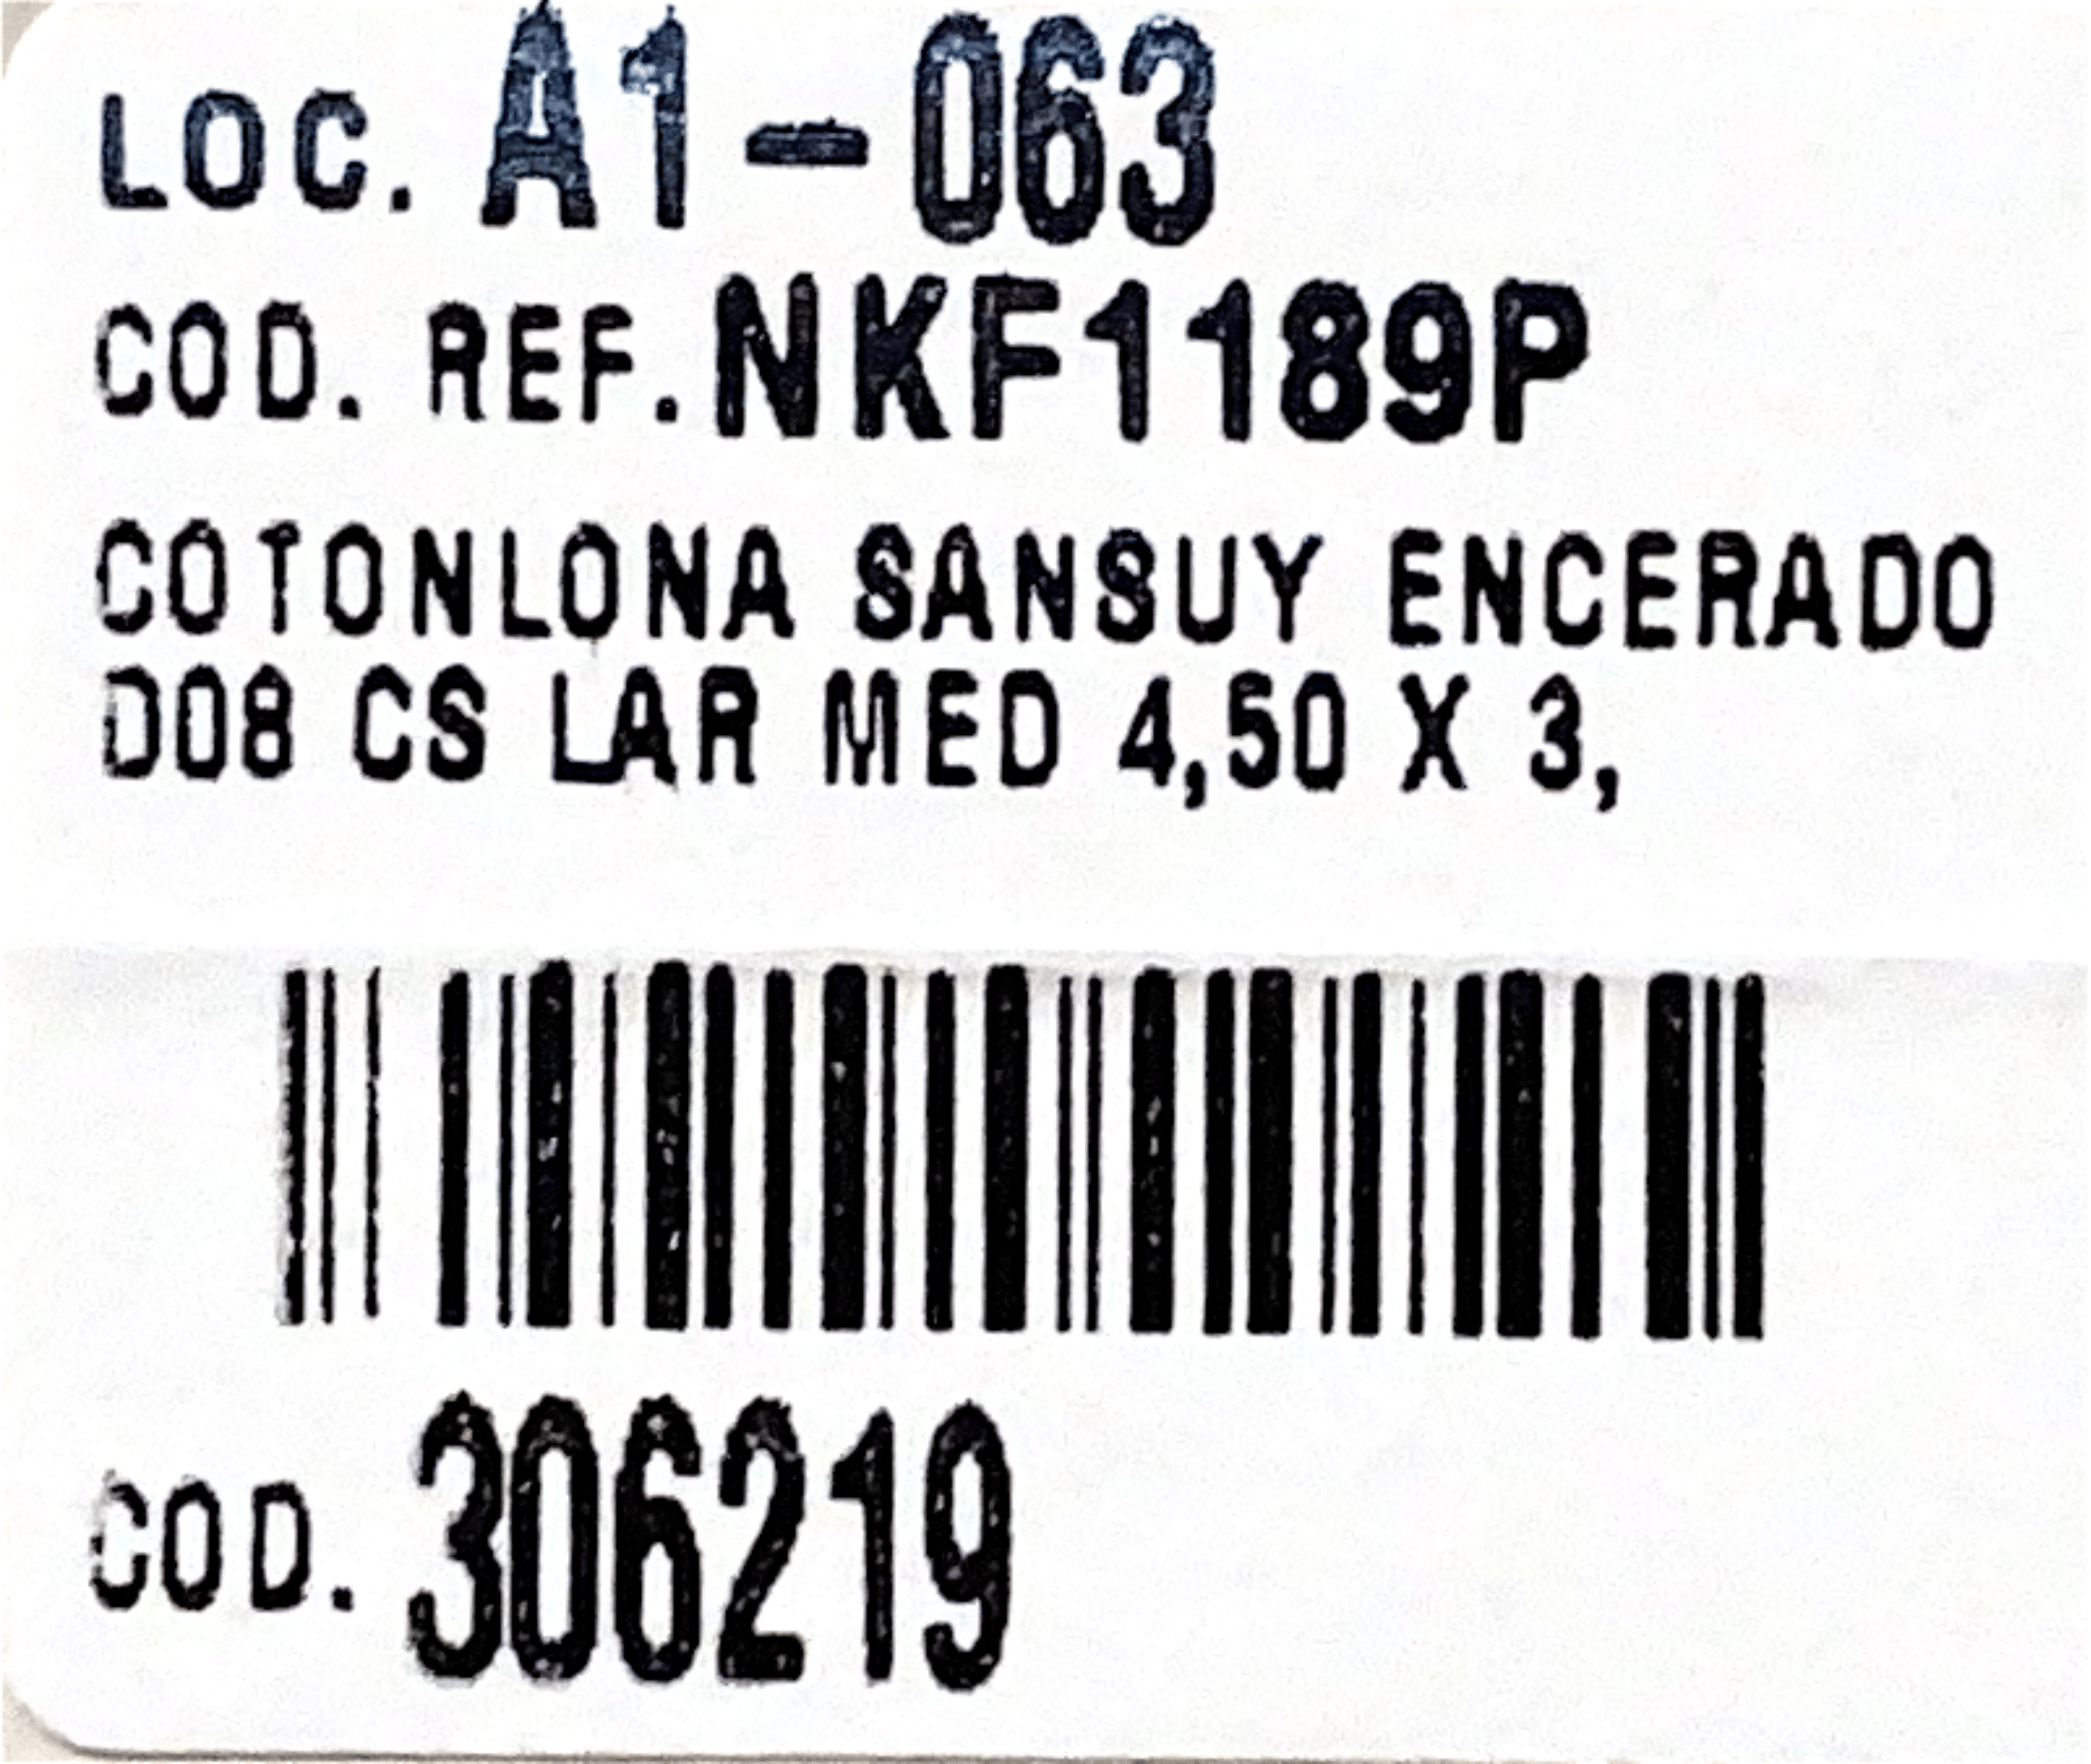 LOC. A1-063
COD. REF. NKF1189P
COTONLONA SANSUY ENCERADO
D08 CS LAR MED 4,50 X 3,
COD. 306219